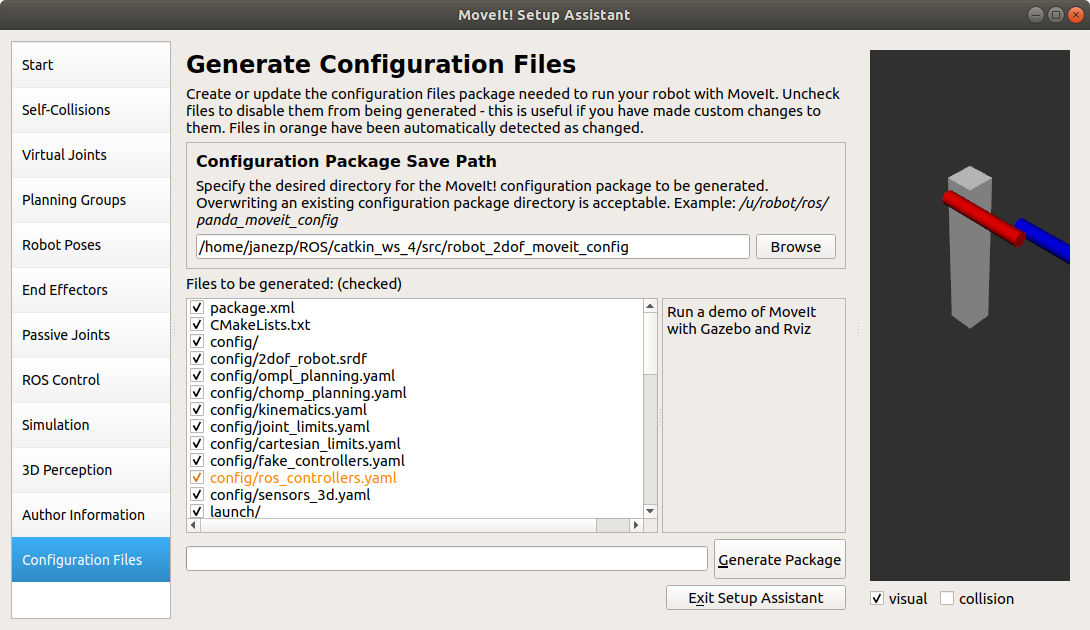 MoveIt! Setup Assistant
Start
Self-Collisions
Virtual Joints
Planning Groups
Robot Poses
End Effectors
Passive Joints
ROS Control
Simulation
3D Perception
Author Information
Configuration Files
Generate Configuration Files
Create or update the configuration files package needed to run your robot with MoveIt. Uncheck
files to disable them from being generated - this is useful if you have made custom changes to
them. Files in orange have been automatically detected as changed.
Configuration Package Save Path
Specify the desired directory for the MoveIt! configuration package to be generated.
Overwriting an existing configuration package directory is acceptable. Example: /u/robot/ros/
panda_moveit_config
/home/janezp/ROS/catkin_ws_4/src/robot_2dof_moveit_config
Browse
Files to be generated: (checked)
package.xml
CMakeLists.txt
config/
config/2dof_robot.srdf
config/ompl_planning.yaml
config/chomp_planning.yaml
config/kinematics.yaml
config/joint_limits.yaml
config/cartesian_limits.yaml
config/fake_controllers.yaml
config/ros_controllers.yaml
config/sensors_3d.yaml
launch/
Run a demo of MoveIt
with Gazebo and Rviz
Generate Package
Exit Setup Assistant
visual
collision